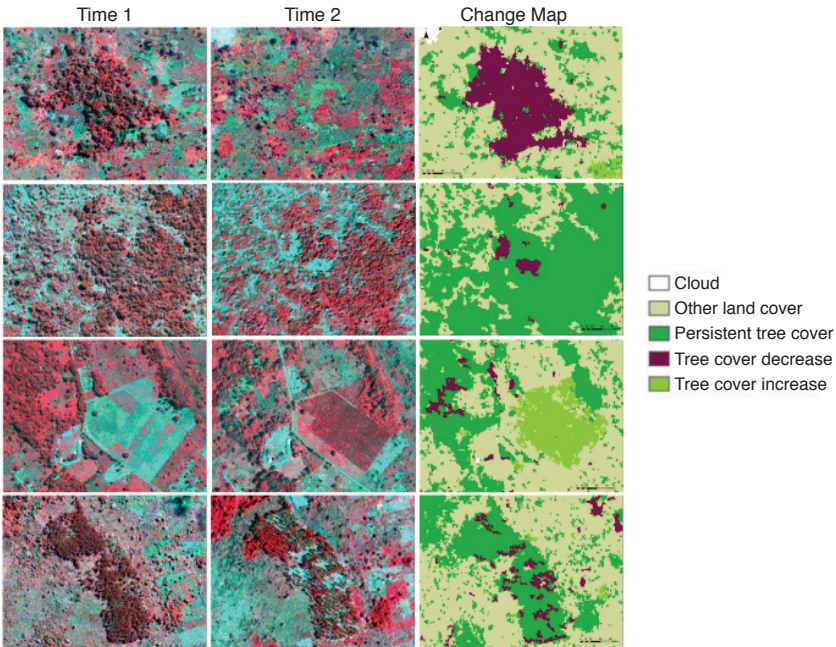 Time 1
Time 2
Change Map
Cloud
Other land cover
Persistent tree cover
Tree cover decrease
Tree cover increase